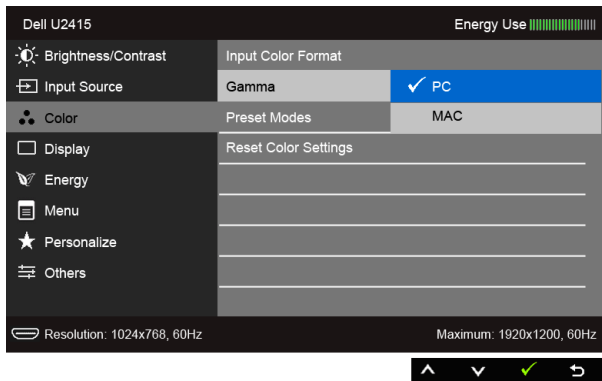 Dell U2415 Energy Use
Brightness/Contrast Input Color Format
Input Source Gamma PC
Color Preset Modes MAC
Display Reset Color Settings
Energy
Menu
Personalize
Others
Resolution: 1024x768, 60Hz Maximum: 1920x1200, 60Hz